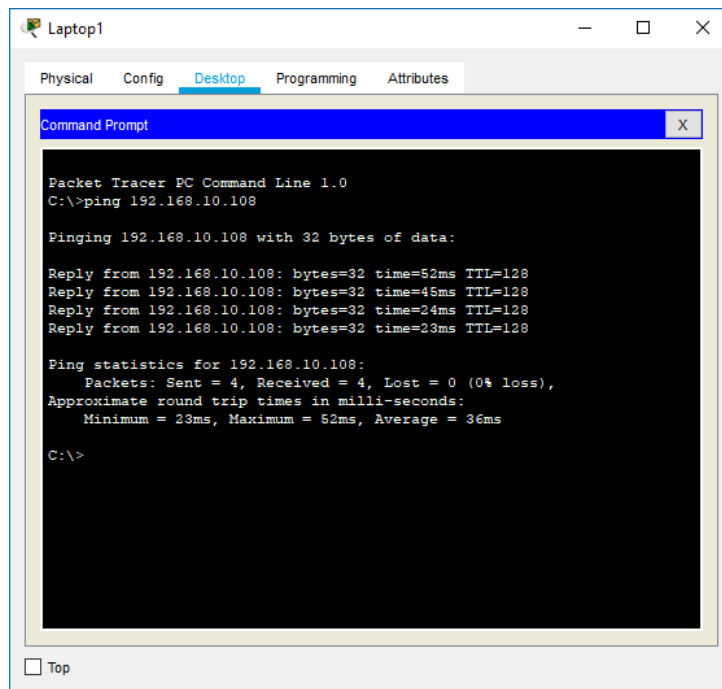 Laptop1
Physical Config Desktop Programming Attributes
Command Prompt X
Packet Tracer PC Command Line 1.0
C:\>ping 192.168.10.108
Pinging 192.168.10.108 with 32 bytes of data:
Reply from 192.168.10.108: bytes=32 time=52ms TTL=128
Reply from 192.168.10.108: bytes=32 time=45ms TTL=128
Reply from 192.168.10.108: bytes=32 time=24ms TTL=128
Reply from 192.168.10.108: bytes=32 time=23ms TTL=128
Ping statistics for 192.168.10.108:
Packets: Sent = 4, Received = 4, Lost = 0 (0% loss),
Approximate round trip times in milli-seconds:
Minimum = 23ms, Maximum = 52ms, Average = 36ms
C:\>
Top